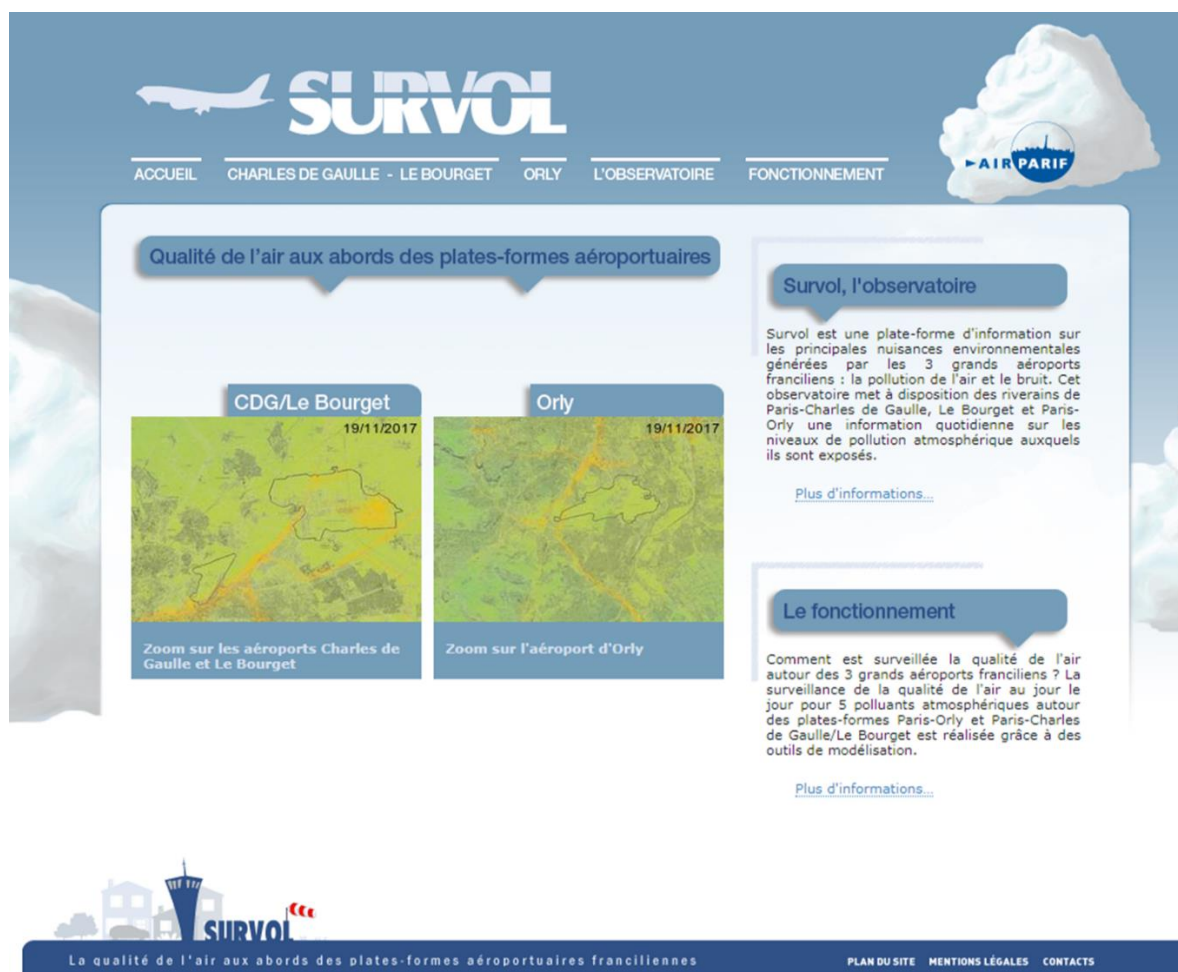 SURVOL
AIRPARIF
ACCUEIL
CHARLES DE GAULLE - LE BOURGET
ORLY
L'OBSERVATOIRE
FONCTIONNEMENT
Qualité de l'air aux abords des plates-formes aéroportuaires
CDG/Le Bourget
19/11/2017
Zoom sur les aéroports Charles de
Gaulle et Le Bourget
Orly
19/11/2017
Zoom sur l'aéroport d'Orly
Survol, l'observatoire
Survol est une plate-forme d'information sur
les principales nuisances environnementales
générées par les 3 grands aéroports
franciliens : la pollution de l'air et le bruit. Cet
observatoire met à disposition des riverains de
Paris-Charles de Gaulle, Le Bourget et Paris-
Orly une information quotidienne sur les
niveaux de pollution atmosphérique auxquels
ils sont exposés.
Plus d'informations...
Le fonctionnement
Comment est surveillée la qualité de l'air
autour des 3 grands aéroports franciliens ? La
surveillance de la qualité de l'air au jour le
jour pour 5 polluants atmosphériques autour
des plates-formes Paris-Orly et Paris-Charles
de Gaulle/Le Bourget est réalisée grâce à des
outils de modélisation.
Plus d'informations...
SURVOL
La qualité de l'air aux abords des plates-formes aéroportuaires franciliennes
PLAN DU SITE MENTIONS LÉGALES CONTACTS